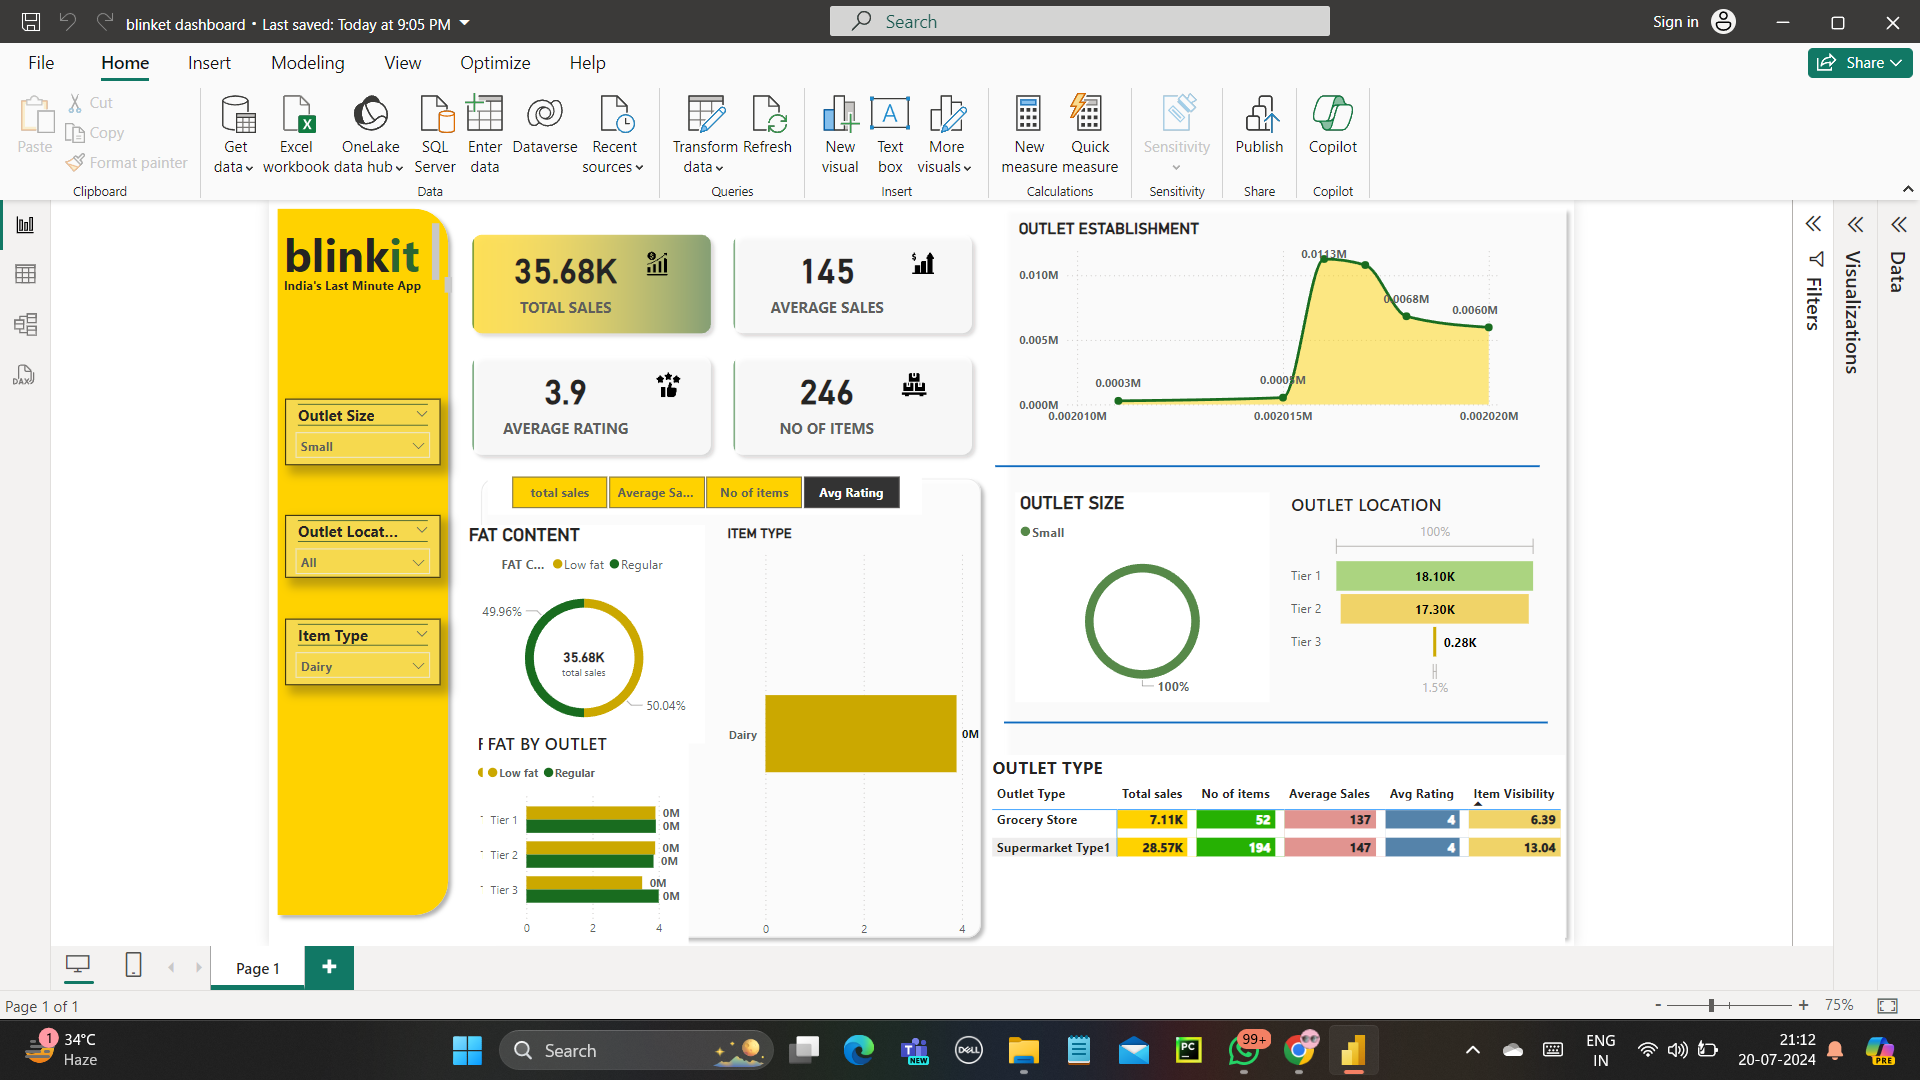 blinket dashboard • Last saved: Today at 9:05 PM
Search
Sign in
File
Home
Insert
Modeling
View
Optimize
Help
Share
Paste
Cut
Copy
Format painter
Clipboard
Get data
Excel workbook
OneLake data hub
SQL Server
Enter data
Dataverse
Recent sources
Data
Transform data
Refresh
Queries
New visual
Text box
More visuals
Insert
New measure
Quick measure
Calculations
Sensitivity
Sensitivity
Publish
Share
Copilot
Copilot
blinkit
India's Last Minute App
Outlet Size
Small
Outlet Locat...
All
Item Type
Dairy
35.68K
TOTAL SALES
145
AVERAGE SALES
3.9
AVERAGE RATING
246
NO OF ITEMS
total sales
Average Sa...
No of items
Avg Rating
FAT CONTENT
FAT C...
Low fat
Regular
49.96%
35.68K
total sales
50.04%
FAT BY OUTLET
Low fat
Regular
Tier 1
0M
0M
Tier 2
0M
0M
Tier 3
0M
0M
0 2 4
ITEM TYPE
Dairy
0M
0 2 4
OUTLET ESTABLISHMENT
0.010M
0.005M
0.000M
0.0003M
0.0005M
0.0113M
0.0068M
0.0060M
0.002010M
0.002015M
0.002020M
OUTLET SIZE
Small
100%
OUTLET LOCATION
100%
Tier 1 18.10K
Tier 2 17.30K
Tier 3 0.28K
1.5%
OUTLET TYPE
Outlet Type Total sales No of items Average Sales Avg Rating Item Visibility
Grocery Store 7.11K 52 137 4 6.39
Supermarket Type1 28.57K 194 147 4 13.04
Filters
Visualizations
Data
Page 1
+
Page 1 of 1
- + 75%
1
34°C
Haze
Search
NEW
DELL
PC
99+
ENG
IN
21:12
20-07-2024
PRE
DAX